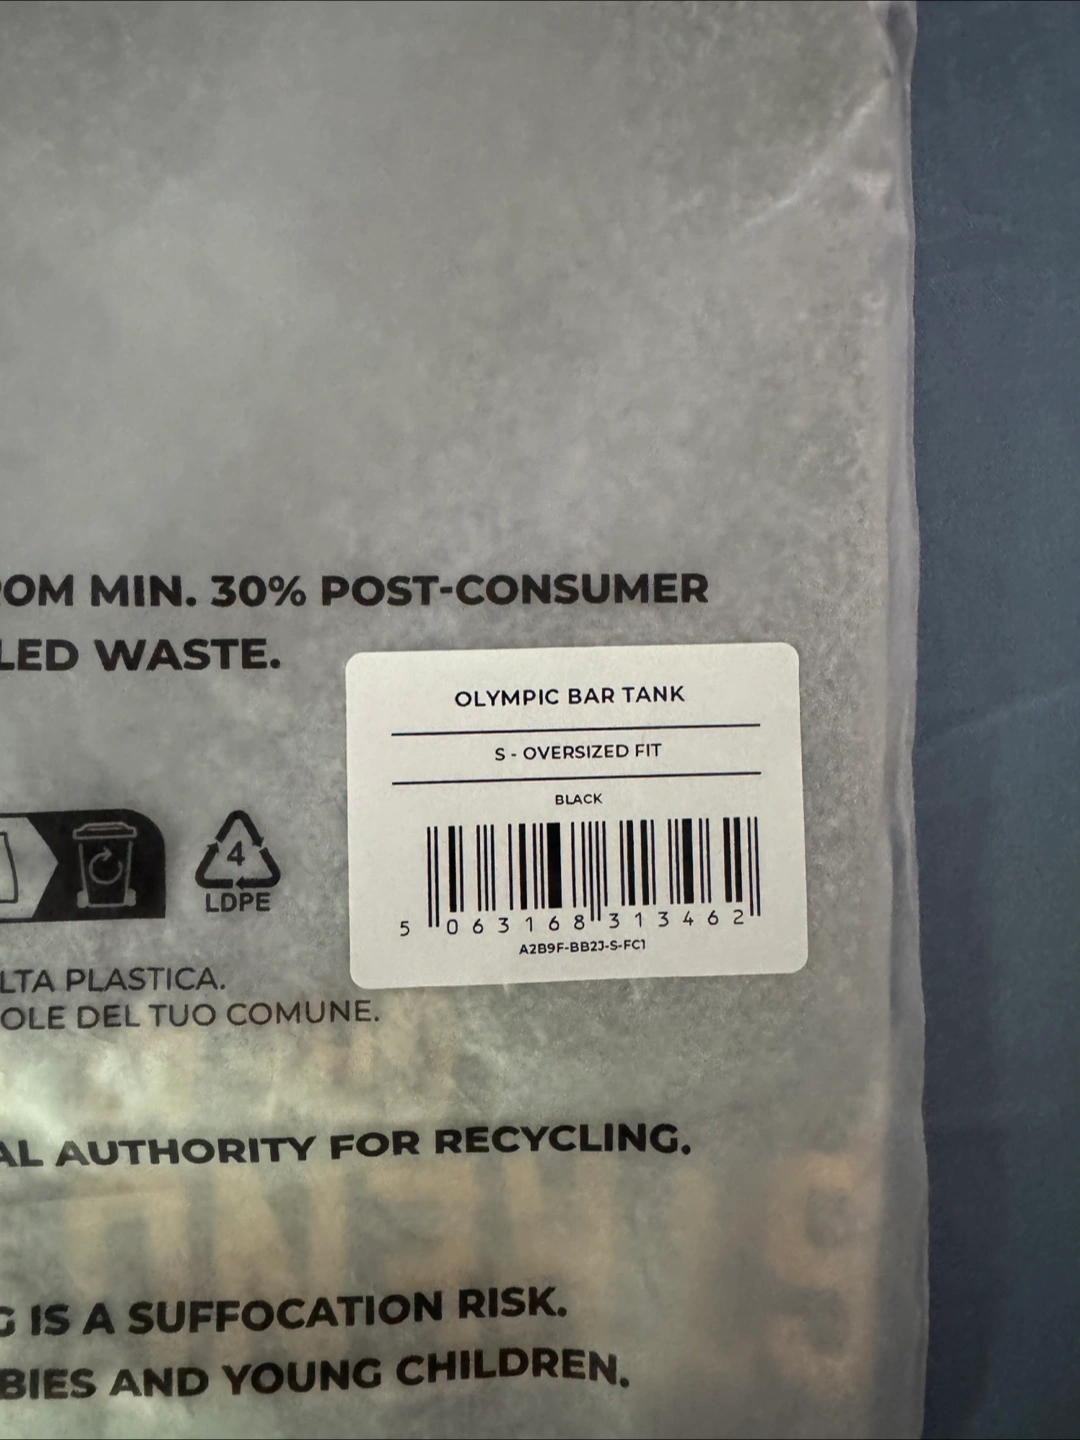 ROM MIN. 30% POST-CONSUMER
LED WASTE.
OLYMPIC BAR TANK
S - OVERSIZED FIT
BLACK
5 063168 313462
A2B9F-BB2J-S-FC1
4
LDPE
LTA PLASTICA.
OLE DEL TUO COMUNE.
AL AUTHORITY FOR RECYCLING.
G IS A SUFFOCATION RISK.
BIES AND YOUNG CHILDREN.